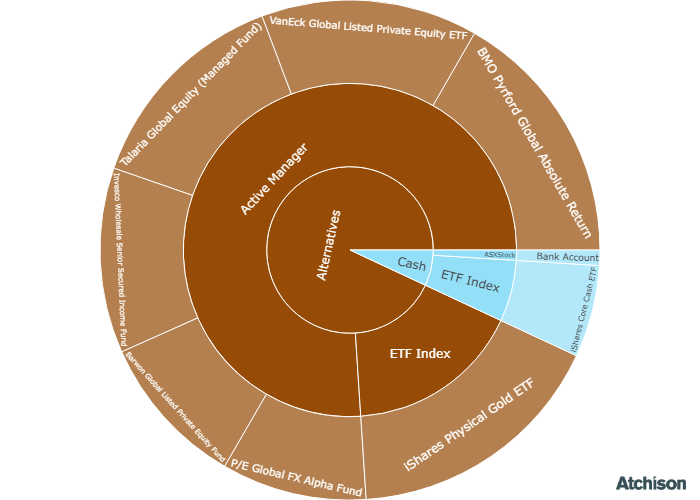 VanEck Global Listed Private Equity ETF
BMO Pyrford Global Absolute Return
Talaria Global Equity (Managed Fund)
Active Manager
Alternatives
Invesco Wholesale Senior Secured Income Fund
Cash
ASXStock
Bank Account
ETF Index
iShares Core Cash ETF
ETF Index
Barwon Global Listed Private Equity Fund
iShares Physical Gold ETF
P/E Global FX Alpha Fund
Atchison